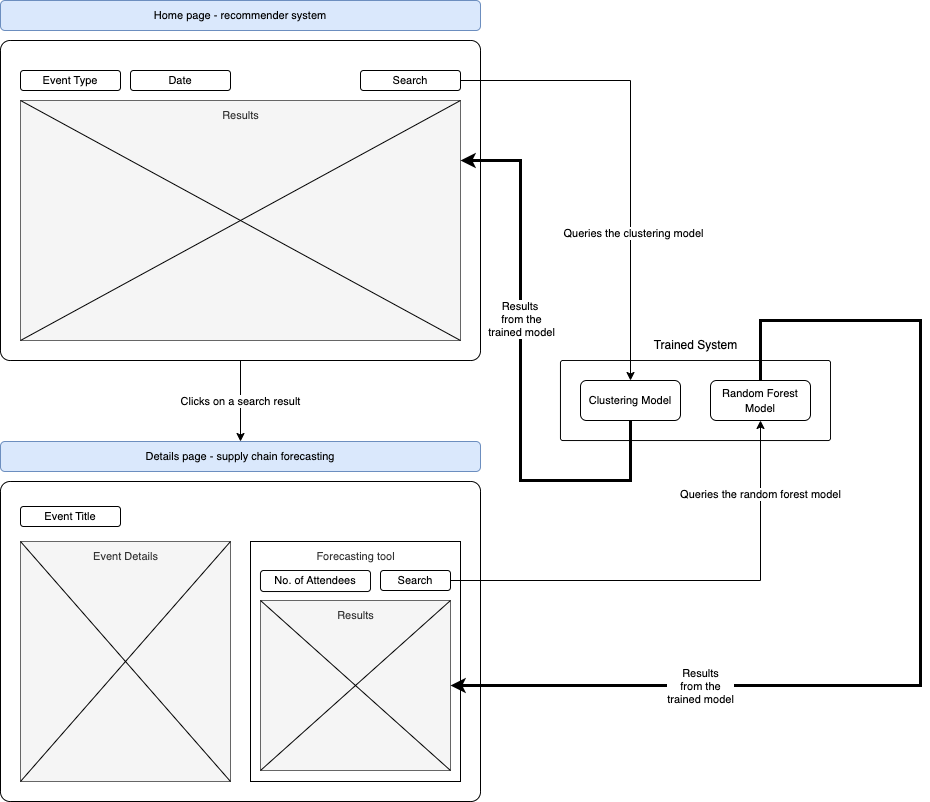 Home page - recommender system
Event Type
Date
Search
Results
Queries the clustering model
Results
from the
trained model
Trained System
Clustering Model
Random Forest
Model
Clicks on a search result
Details page - supply chain forecasting
Queries the random forest model
Event Title
Event Details
Forecasting tool
No. of Attendees
Search
Results
Results
from the
trained model